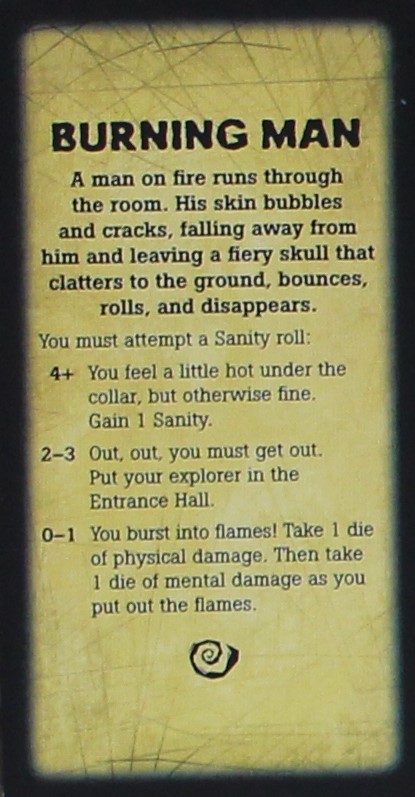 BURNING MAN
A man on fire runs through
the room. His skin bubbles
and cracks, falling away from
him and leaving a fiery skull that
clatters to the ground, bounces,
rolls, and disappears.
You must attempt a Sanity roll:
4+ You feel a little hot under the
collar, but otherwise fine.
Gain 1 Sanity.
2–3 Out, out, you must get out.
Put your explorer in the
Entrance Hall.
0–1 You burst into flames! Take 1 die
of physical damage. Then take
1 die of mental damage as you
put out the flames.